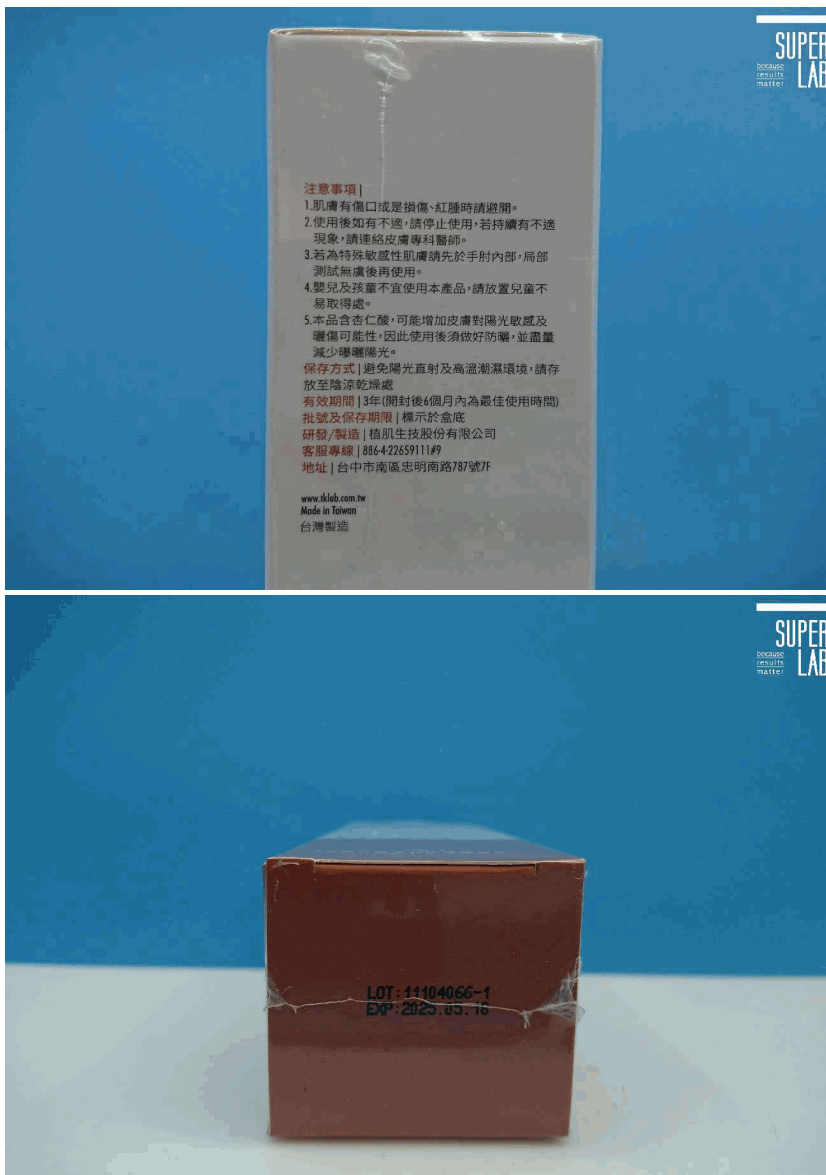 SUPER
LAB
because
results
matter
注意事項|
1.肌膚有傷口或是損傷、紅腫時請避開。
2.使用後如有不適,請停止使用,若持續有不適
現象,請連絡皮膚專科醫師。
3.若為特殊敏感性肌膚請先於手肘內部,局部
測試無虞後再使用。
4.嬰兒及孩童不宜使用本產品,請放置兒童不
易取得處。
5.本品含杏仁酸,可能增加皮膚對陽光敏感及
曬傷可能性,因此使用後須做好防曬,並盡量
減少曝曬陽光。
保存方式|避免陽光直射及高溫潮濕環境,請存
放至陰涼乾燥處
有效期間|3年(開封後6個月內為最佳使用時間)
批號及保存期限|標示於盒底
研發/製造|植肌生技股份有限公司
客服專線|886-4-22659111#9
地址|台中市南區忠明南路787號7F
www.tklab.com.tw
Made in Taiwan
台灣製造
SUPER
LAB
because
results
matter
LOT:11104066-1
EXP:2025.05.18